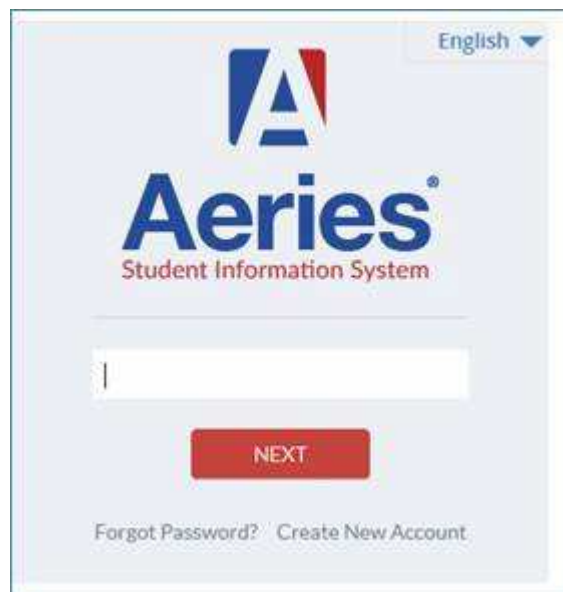 English
A
Aeries®
Student Information System
NEXT
Forgot Password? Create New Account